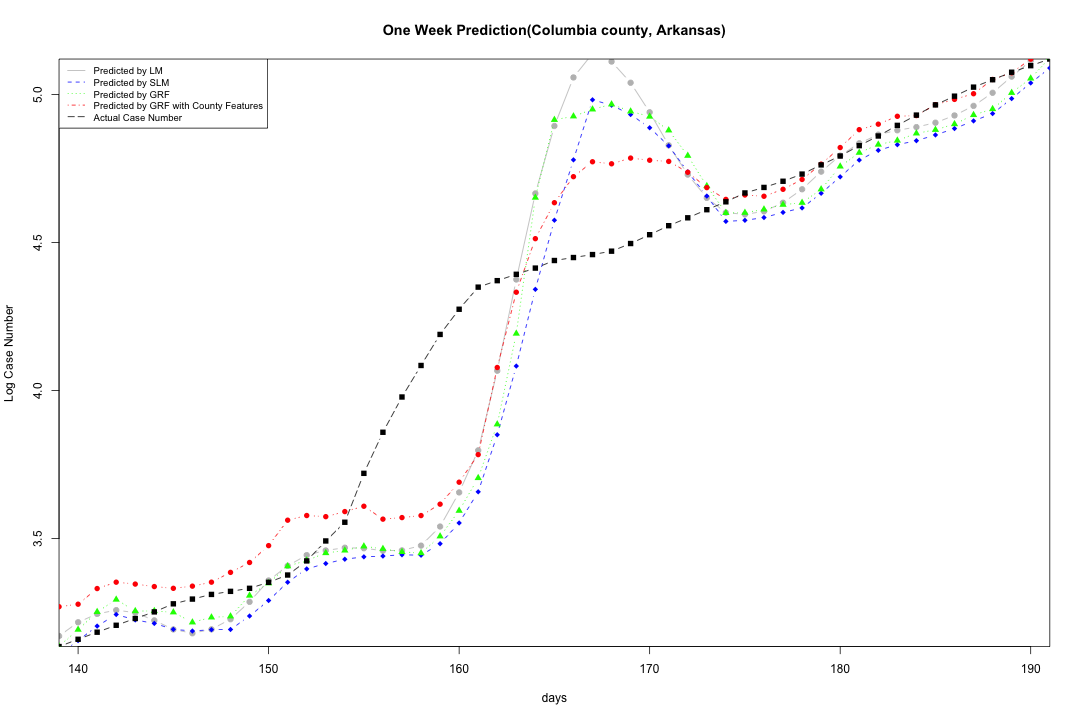 One Week Prediction(Columbia county, Arkansas)
Predicted by LM
Predicted by SLM
Predicted by GRF
Predicted by GRF with County Features
Actual Case Number
5.0
4.5
4.0
3.5
Log Case Number
140 150 160 170 180 190
days